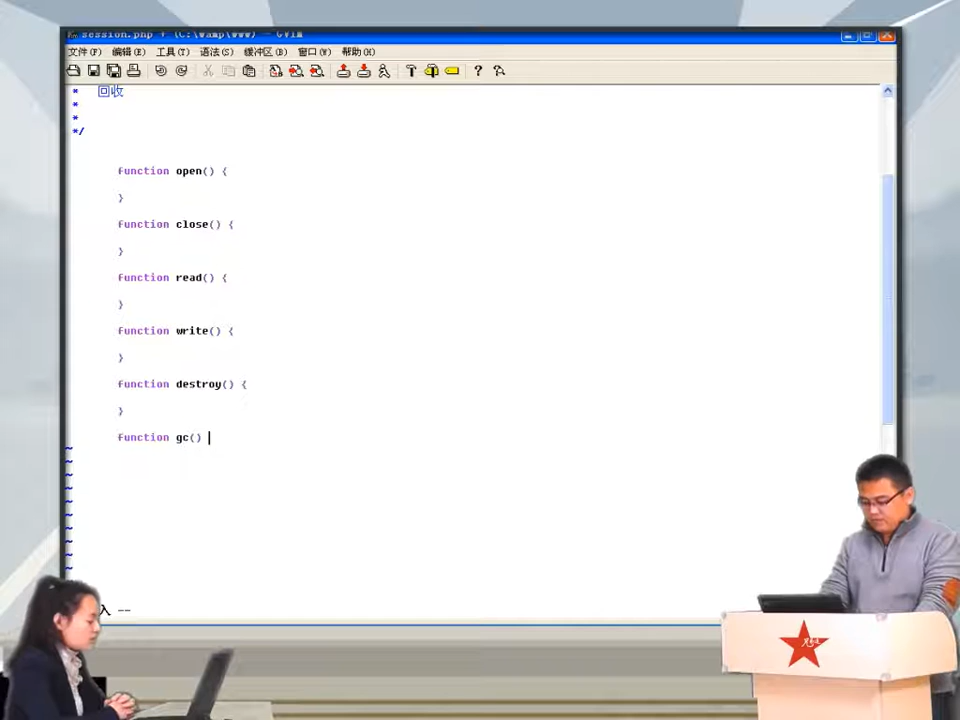 session.php + (C:\wamp\www) - GVIM
文件(F) 编辑(E) 工具(T) 语法(S) 缓冲区(B) 窗口(W) 帮助(H)
* 回收
*
*
*/
function open() {
}
function close() {
}
function read() {
}
function write() {
}
function destroy() {
}
function gc()
~
~
~
~
~
~
~
~
~
~
入 --